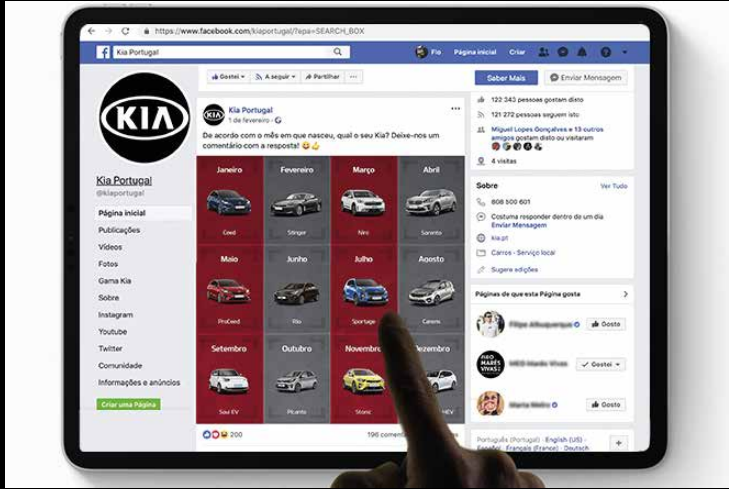 https://www.facebook.com/kiaportugal/?epa=SEARCH_BOX
Kia Portugal
Flo
Página inicial
Criar
Gostei
A seguir
Partilhar
Saber Mais
Enviar Mensagem
KIA
Kia Portugal
@kiaportugal
Página inicial
Publicações
Vídeos
Fotos
Gama Kia
Sobre
Instagram
Youtube
Twitter
Comunidade
Informações e anúncios
Criar uma Página
KIA
Kia Portugal
1 de fevereiro
De acordo com o mês em que nasceu, qual o seu Kia? Deixe-nos um
comentário com a resposta!
Janeiro Fevereiro Março Abril
Ceed Stinger Niro Sorento
Maio Junho Julho Agosto
ProCeed Rio Sportage Carens
Setembro Outubro Novembro Dezembro
Soul EV Picanto Stonic
200
196
122 343 pessoas gostam disto
121 272 pessoas seguem isto
Miguel Lopes Gonçalves e 13 outros
amigos gostam disto ou visitaram
4 visitas
Sobre
Ver Tudo
808 500 601
Costuma responder dentro de um dia
Enviar Mensagem
kia.pt
Carros - Serviço local
Sugere edições
Páginas de que esta Página gosta
Gosto
MARÉS
VIVAS
Gostei
Gosto
Português (Portugal) · English (US) ·
Español · Français (France) · Deutsch